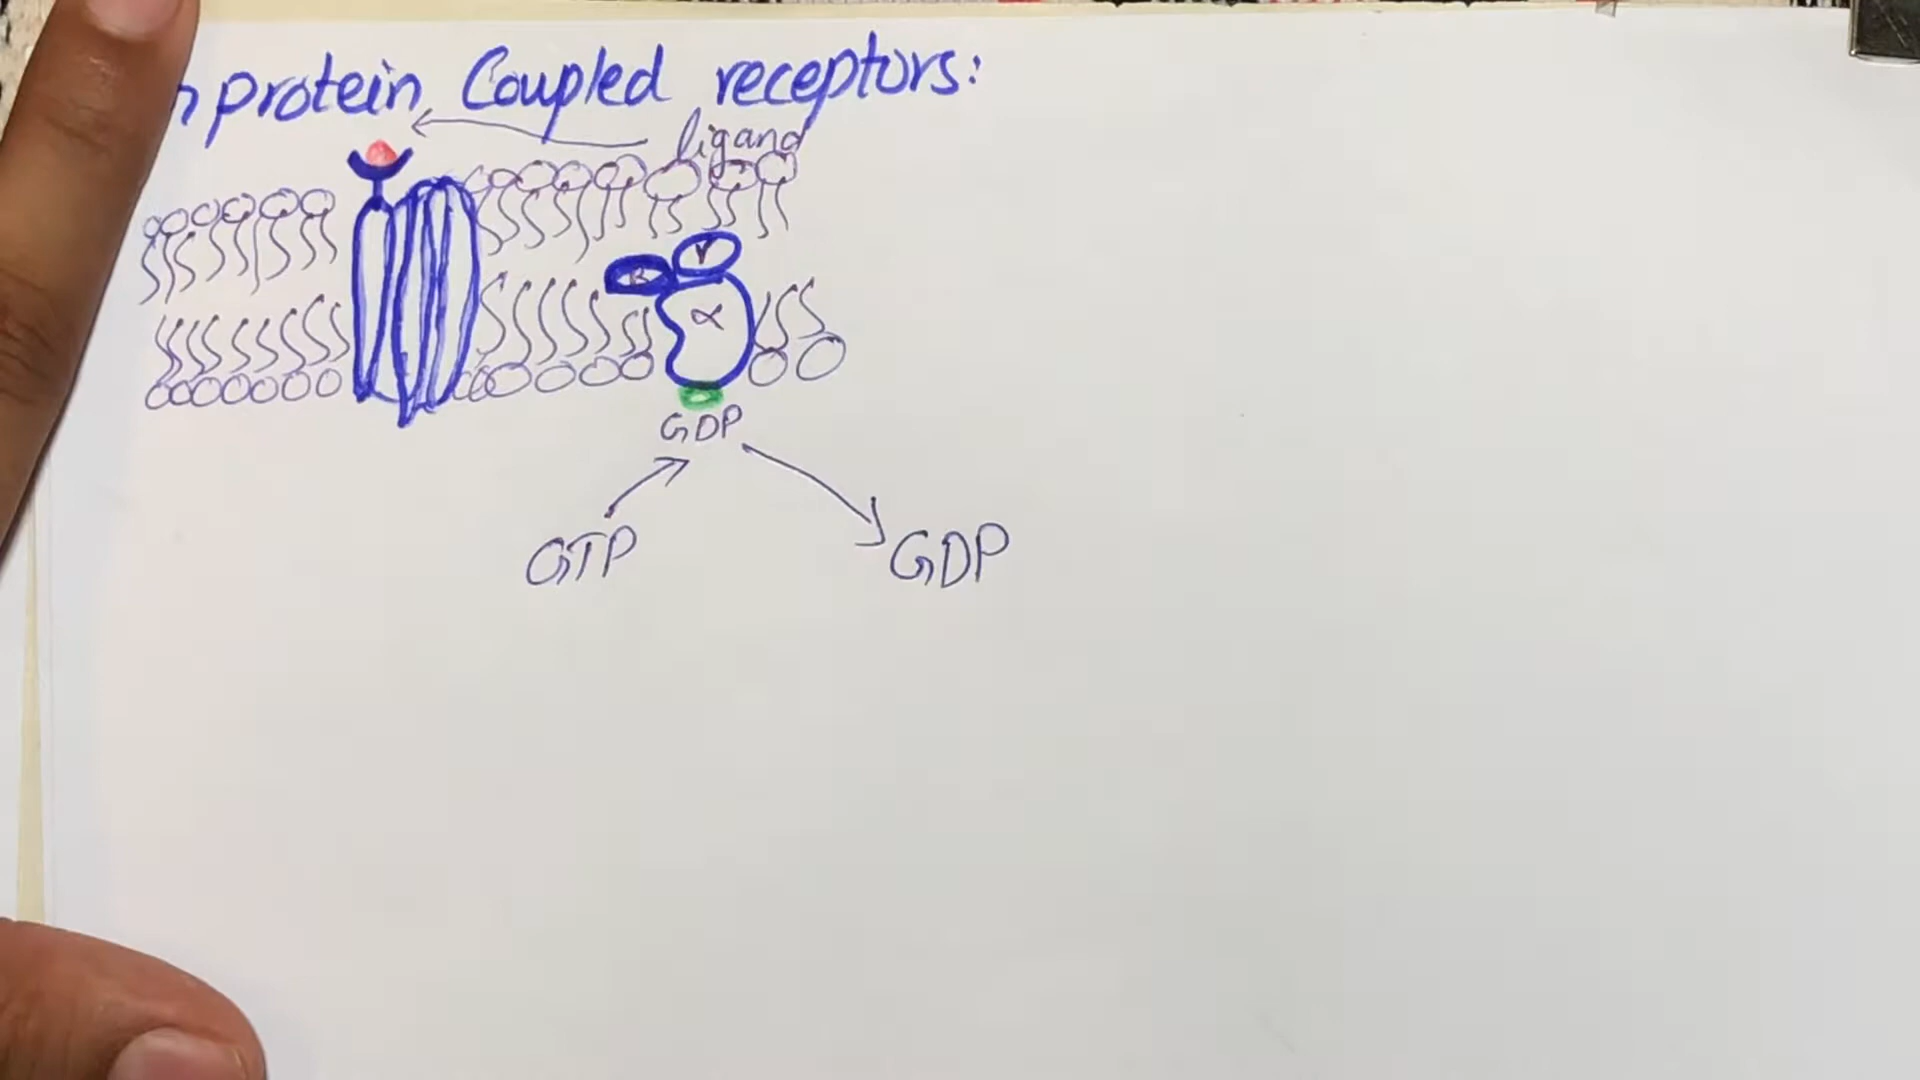 protein Coupled receptors:
ligand
γ
α
GDP
GTP
GDP